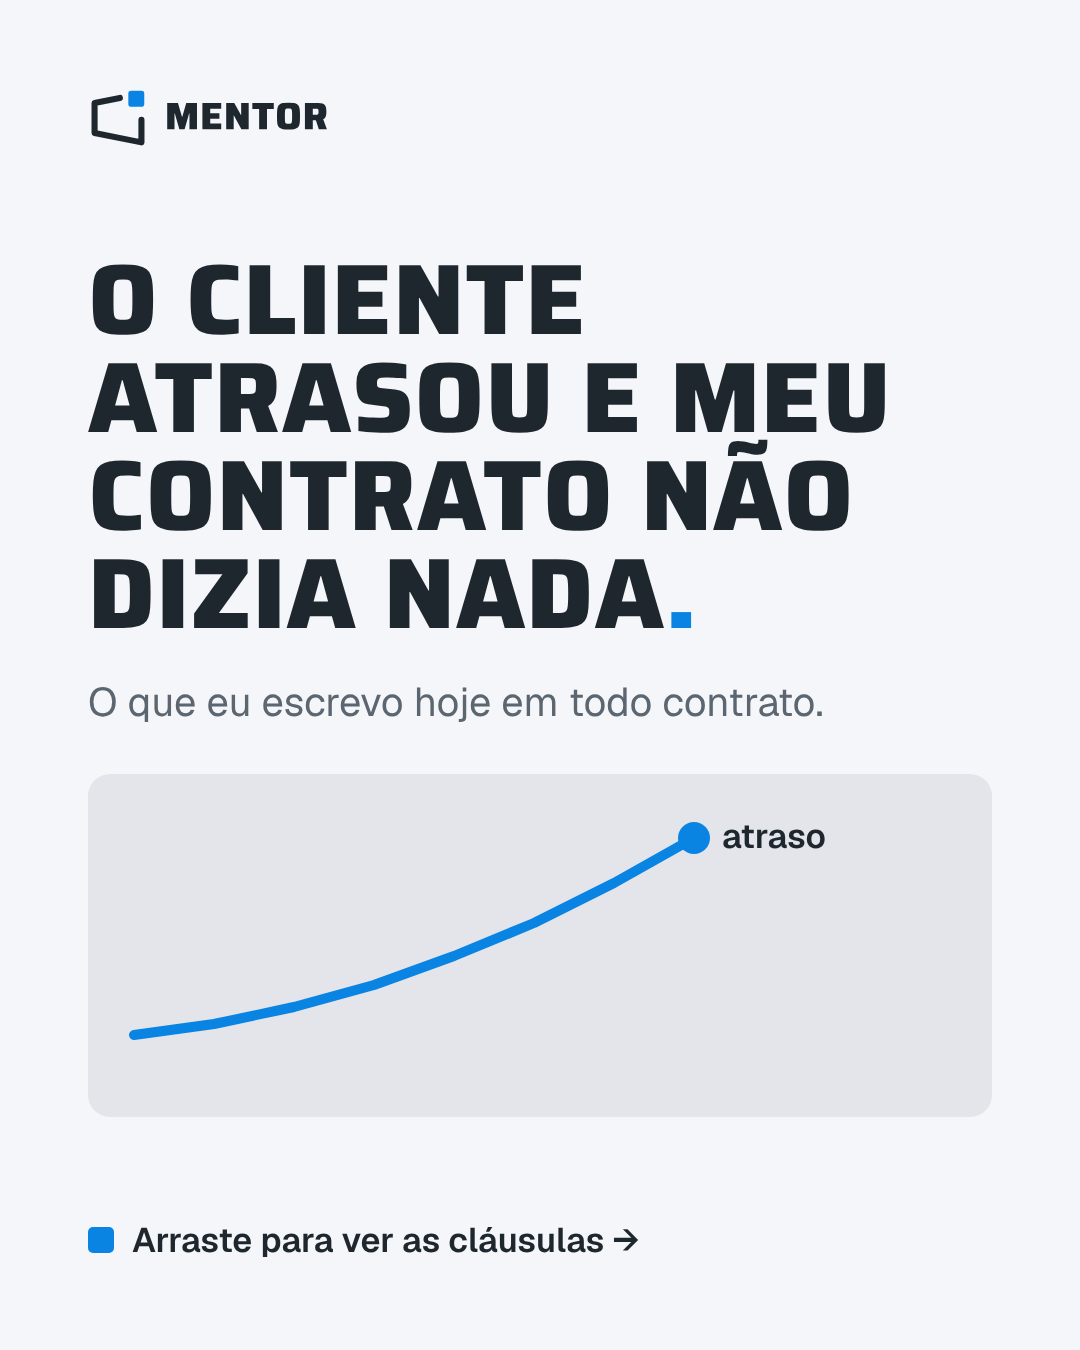 MENTOR
O CLIENTE
ATRASOU E MEU
CONTRATO NÃO
DIZIA NADA.
O que eu escrevo hoje em todo contrato.
atraso
Arraste para ver as cláusulas →